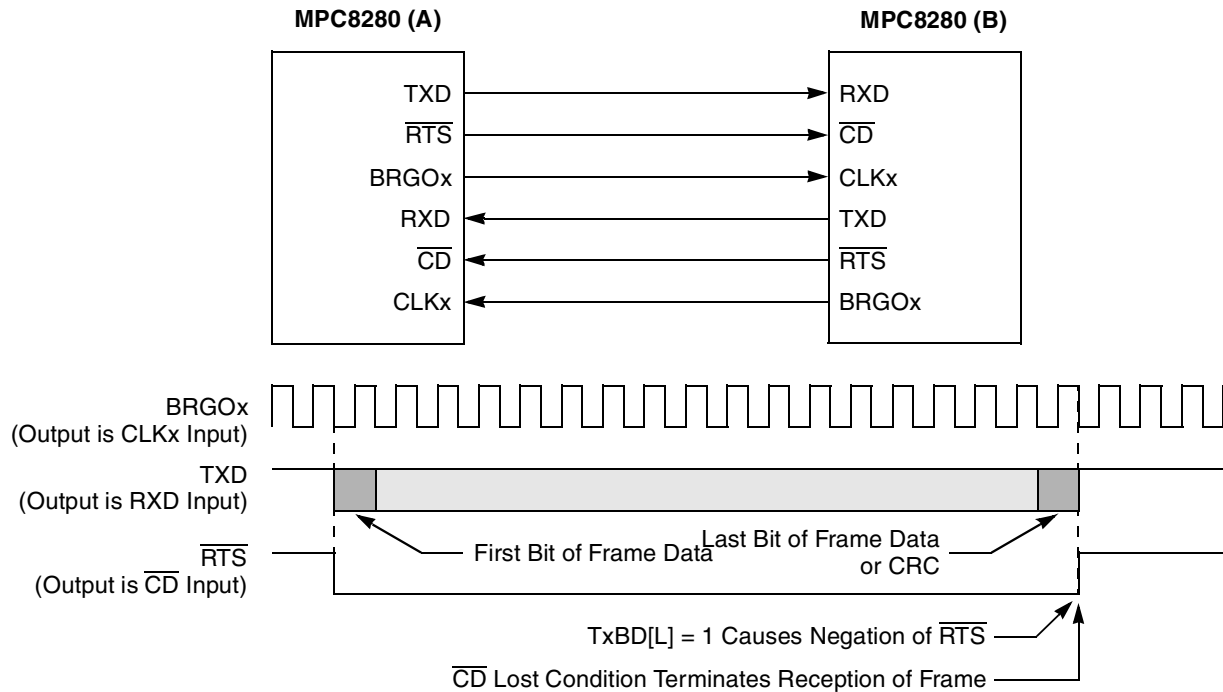 MPC8280 (A)
MPC8280 (B)
TXD
RXD
RTS
CD
BRGOx
CLKx
RXD
TXD
CD
RTS
CLKx
BRGOx
BRGOx
(Output is CLKx Input)
TXD
(Output is RXD Input)
First Bit of Frame Data
Last Bit of Frame Data
or CRC
RTS
(Output is CD Input)
TxBD[L] = 1 Causes Negation of RTS
CD Lost Condition Terminates Reception of Frame